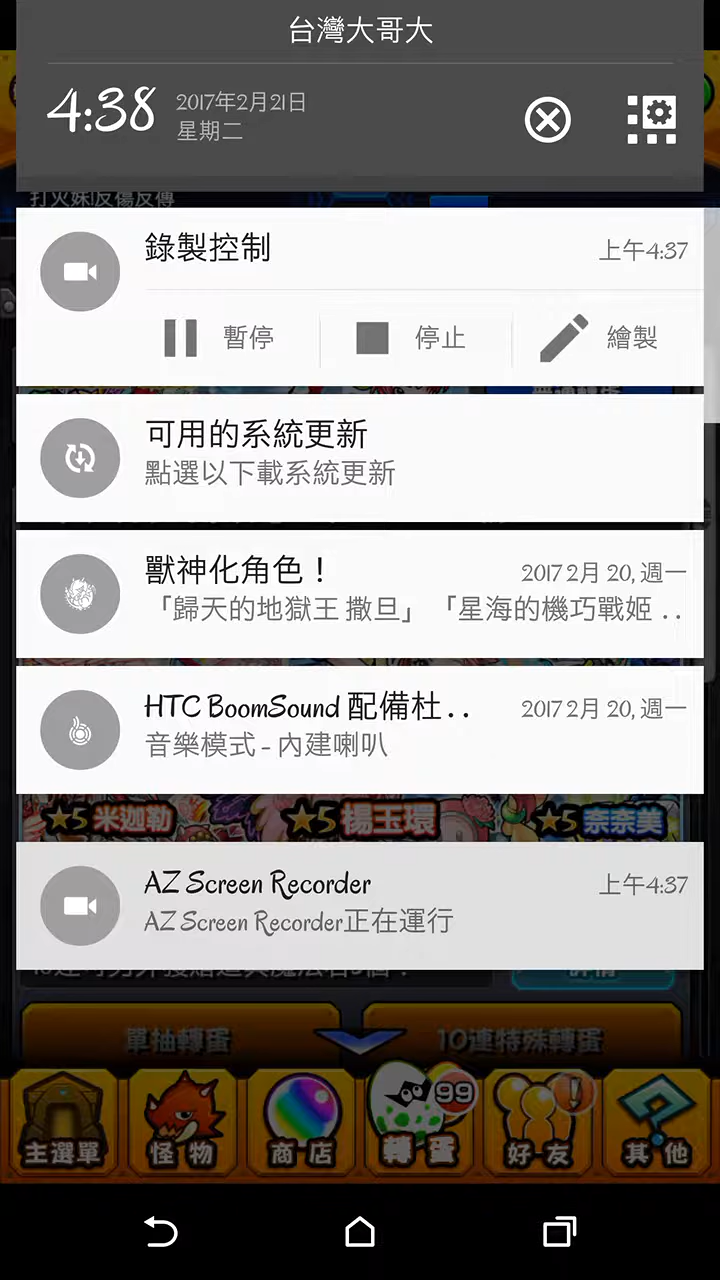 台灣大哥大
4:38
2017年2月21日
星期二
打火妹!反傷反傳
錄製控制
上午4:37
暫停
停止
繪製
可用的系統更新
點選以下載系統更新
獸神化角色！
2017 2月 20, 週一
「歸天的地獄王 撒旦」 「星海的機巧戰姬 ..
HTC BoomSound 配備杜..
2017 2月 20, 週一
音樂模式 - 內建喇叭
★5 米迦勒
★5 楊玉環
★5 奈奈美
AZ Screen Recorder
上午4:37
AZ Screen Recorder正在運行
單抽轉蛋
10連特殊轉蛋
99
主選單
怪物
商店
轉蛋
好友
其他